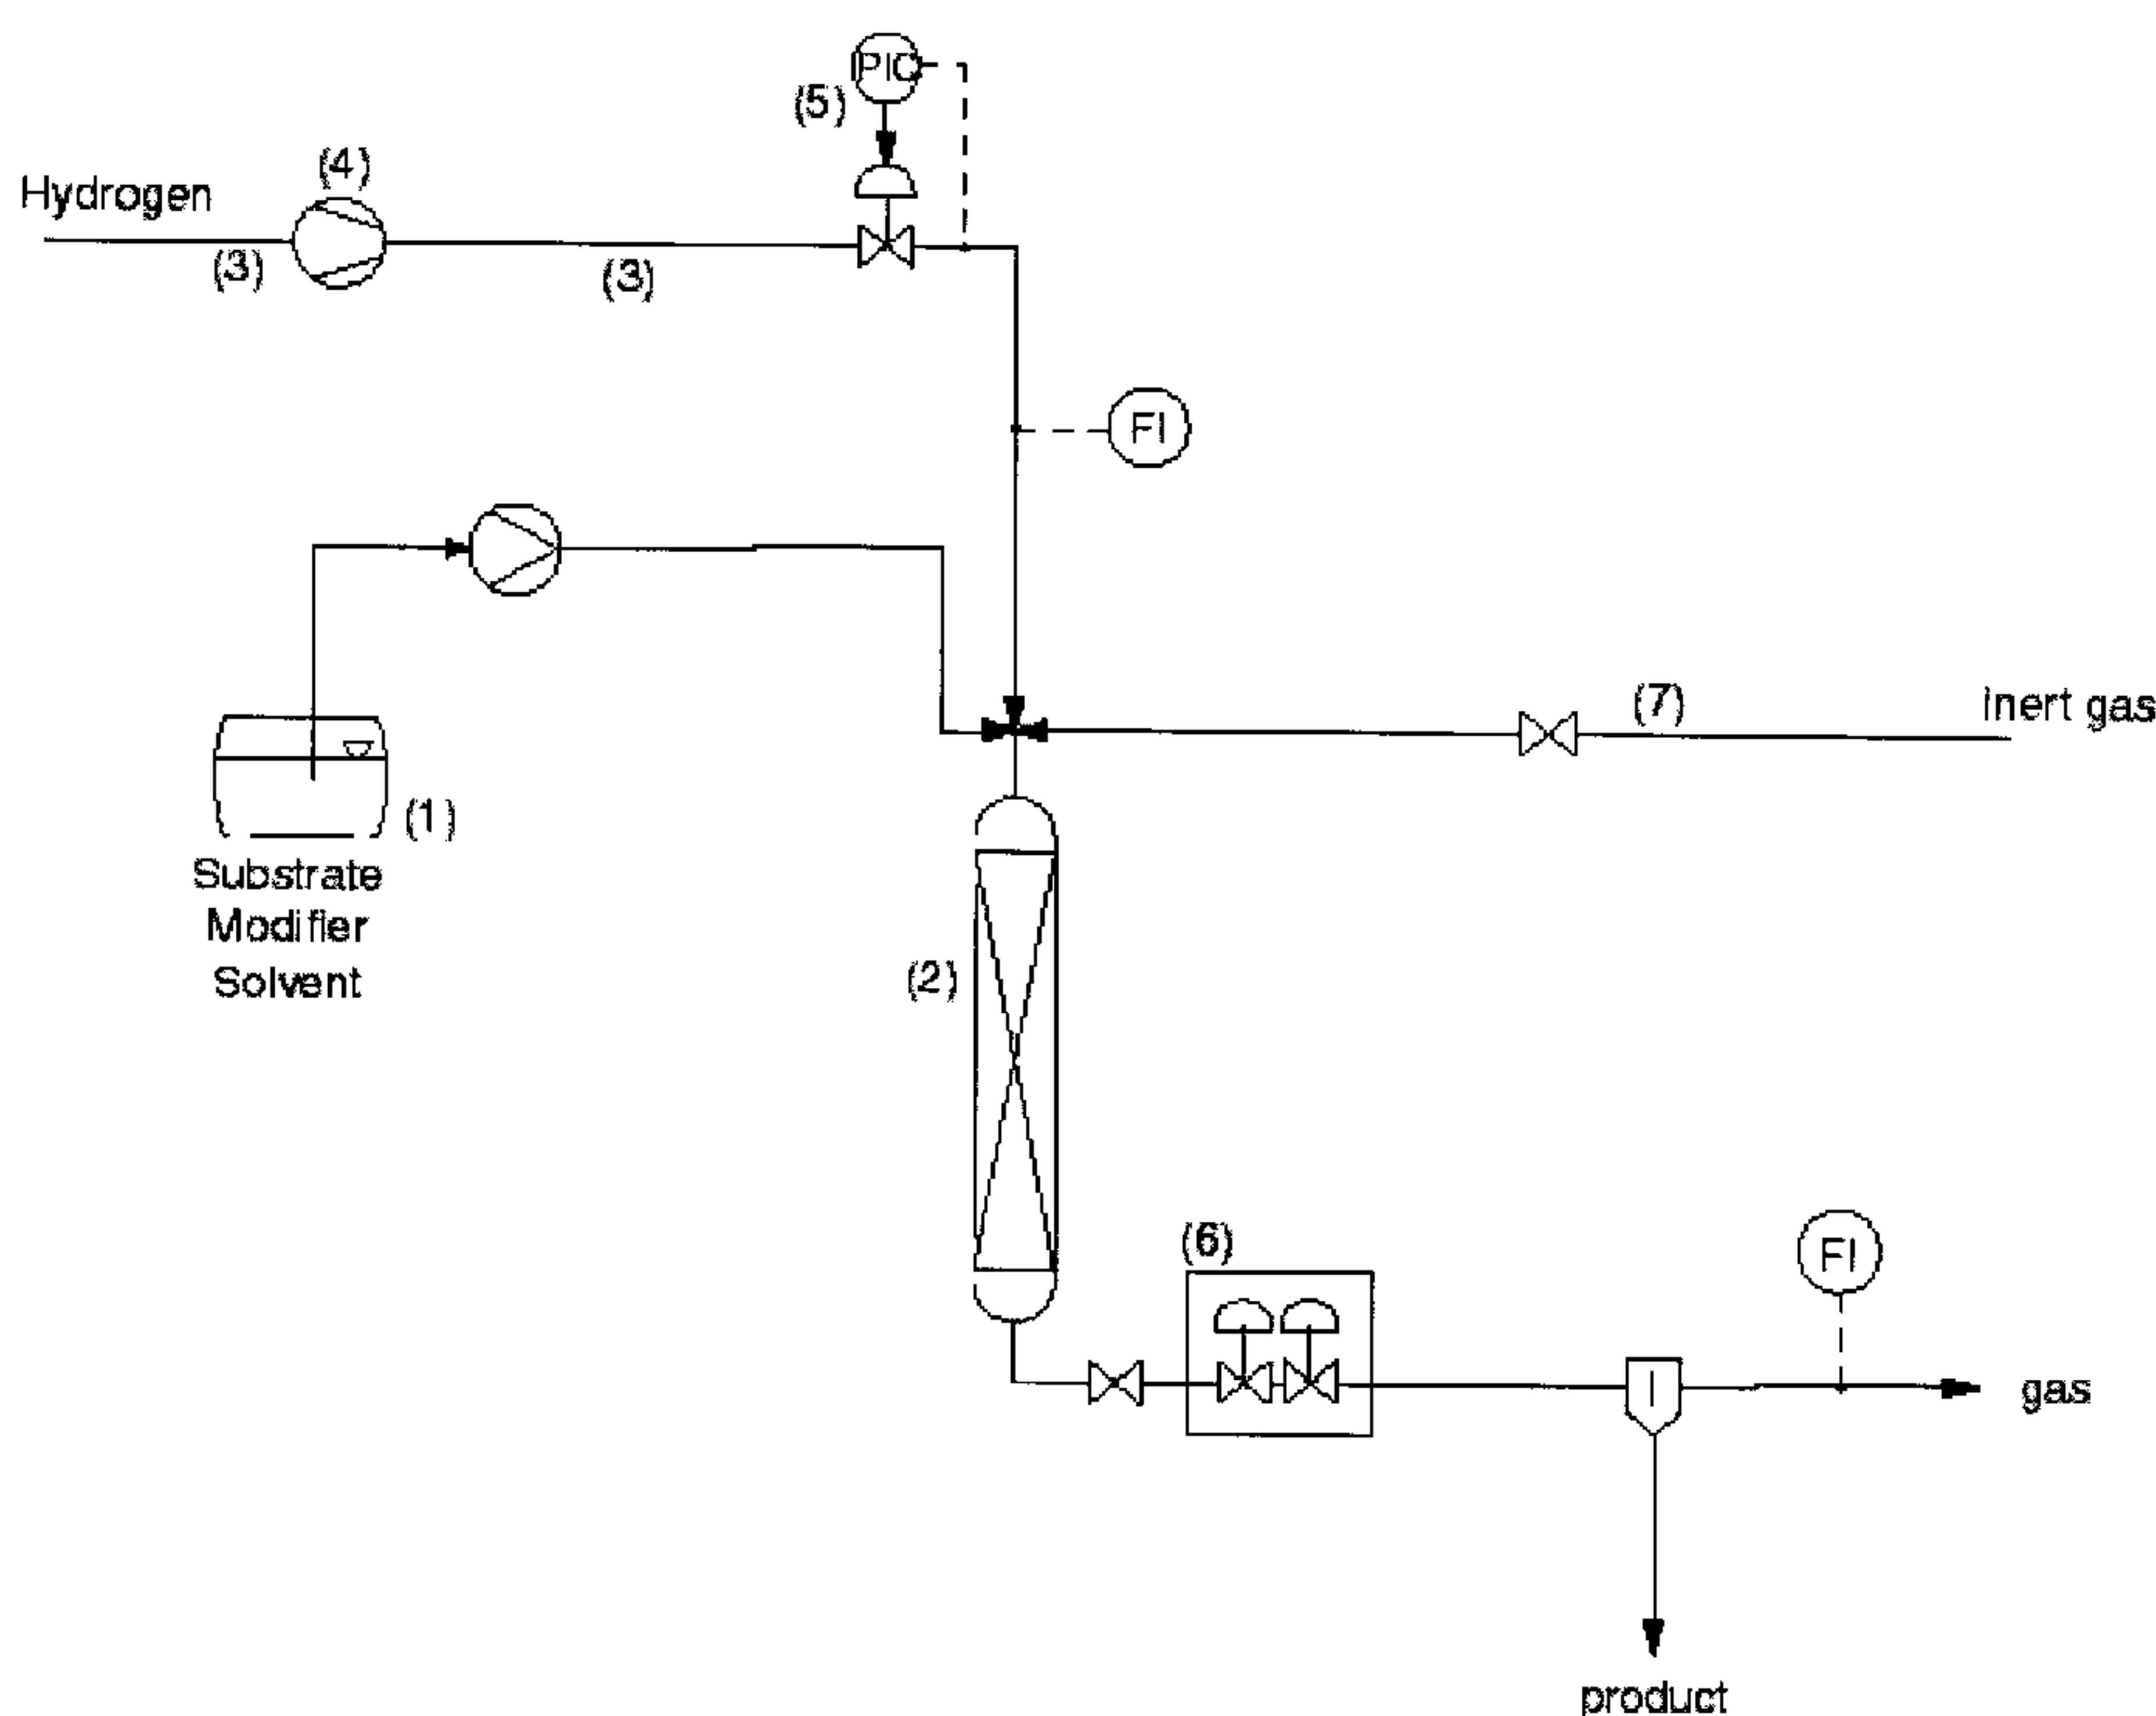 PIC
(5)
(4)
Hydrogen
(3)
(3)
FI
(7)
Inert gas
(1)
Substrate
Modifier
Solvent
(2)
(6)
FI
gas
product